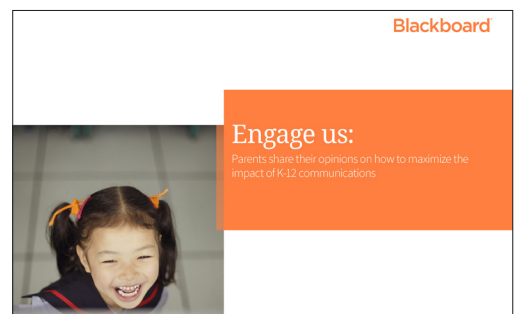 Blackboard
Engage us:
Parents share their opinions on how to maximize the
impact of K-12 communications